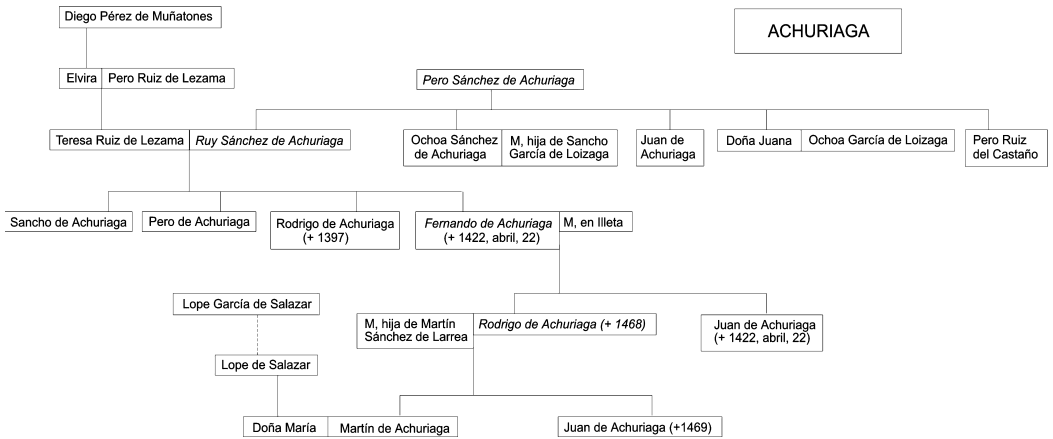 Diego Pérez de Muñatones
ACHURIAGA
Elvira
Pero Ruiz de Lezama
Pero Sánchez de Achuriaga
Teresa Ruiz de Lezama
Ruy Sánchez de Achuriaga
Ochoa Sánchez
de Achuriaga
M, hija de Sancho
García de Loizaga
Juan de
Achuriaga
Doña Juana
Ochoa García de Loizaga
Pero Ruiz
del Castaño
Sancho de Achuriaga
Pero de Achuriaga
Rodrigo de Achuriaga
(+ 1397)
Fernando de Achuriaga
(+ 1422, abril, 22)
M, en Illeta
Lope García de Salazar
M, hija de Martín
Sánchez de Larrea
Rodrigo de Achuriaga (+ 1468)
Juan de Achuriaga
(+ 1422, abril, 22)
Lope de Salazar
Doña María
Martín de Achuriaga
Juan de Achuriaga (+1469)